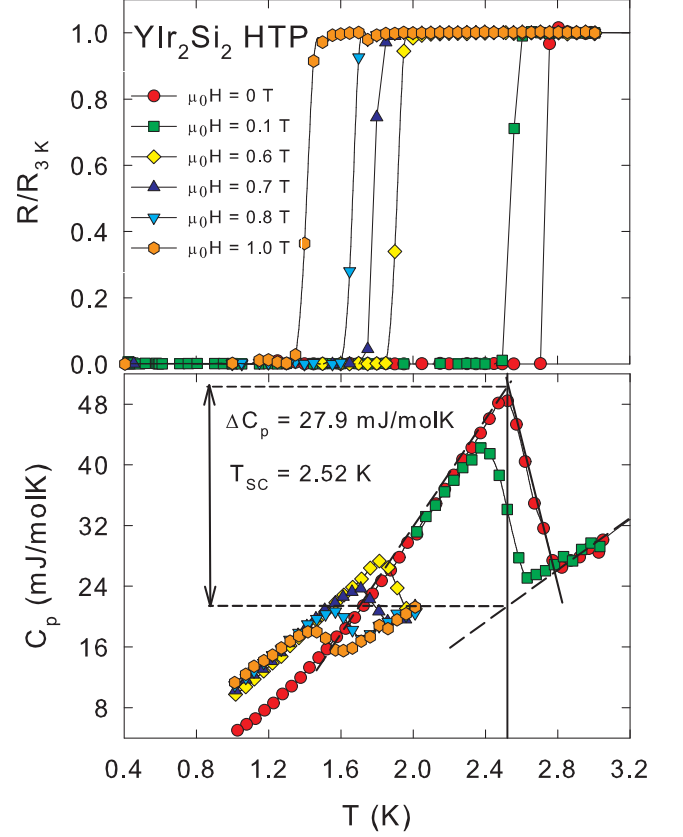 YIr₂Si₂ HTP
μ₀H = 0 T
μ₀H = 0.1 T
μ₀H = 0.6 T
μ₀H = 0.7 T
μ₀H = 0.8 T
μ₀H = 1.0 T
R/R₃ K
1.0
0.8
0.6
0.4
0.2
0.0
ΔCₚ = 27.9 mJ/molK
T_SC = 2.52 K
Cₚ (mJ/molK)
48
40
32
24
16
8
0.4 0.8 1.2 1.6 2.0 2.4 2.8 3.2
T (K)